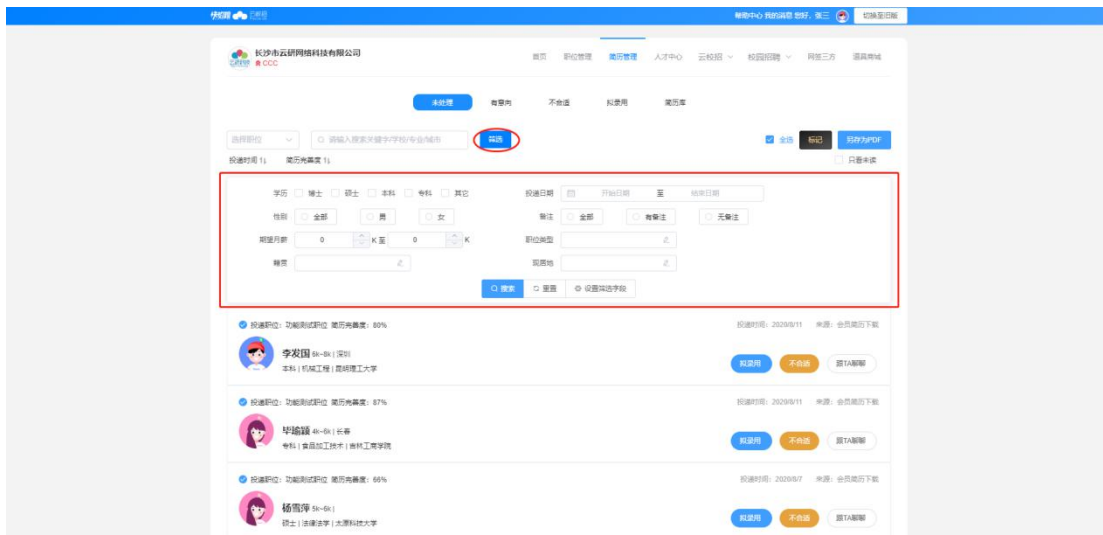 快招聘 云研招
帮助中心 我的消息 您好，张三 切换至旧版
长沙市云研网络科技有限公司
CCC
首页 职位管理 简历管理 人才中心 云校招 校园招聘 网签三方 道具商城
未处理 有意向 不合适 拟录用 简历库
选择职位 请输入搜索关键字/学校/专业/城市 筛选 全选 标记 另存为PDF
投递时间↑↓ 简历完善度↑↓ 只看未读
学历 博士 硕士 本科 专科 其它 投递日期 开始日期 至 结束日期
性别 全部 男 女 备注 全部 有备注 无备注
期望月薪 0 K 至 0 K 职位类型
籍贯 现居地
搜索 重置 设置筛选字段
投递职位：功能测试职位 简历完善度：80% 投递时间：2020/8/11 来源：会员简历下载
李发国 6k~8k | 深圳
本科 | 机械工程 | 昆明理工大学 拟录用 不合适 跟TA聊聊
投递职位：功能测试职位 简历完善度：87% 投递时间：2020/8/11 来源：会员简历下载
毕瑜颖 4k~6k | 长春
专科 | 食品加工技术 | 吉林工商学院 拟录用 不合适 跟TA聊聊
投递职位：功能测试职位 简历完善度：66% 投递时间：2020/8/7 来源：会员简历下载
杨雪萍 5k~6k |
硕士 | 法律法学 | 太原科技大学 拟录用 不合适 跟TA聊聊